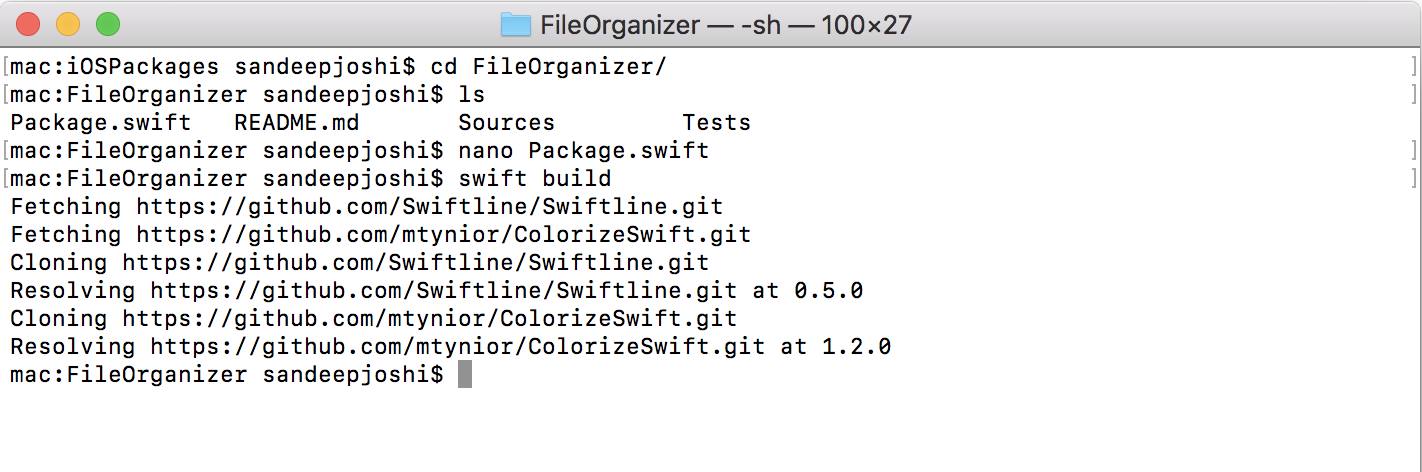 FileOrganizer — -sh — 100×27
[mac:iOSPackages sandeepjoshi$ cd FileOrganizer/ ]
[mac:FileOrganizer sandeepjoshi$ ls ]
Package.swift README.md Sources Tests
[mac:FileOrganizer sandeepjoshi$ nano Package.swift ]
[mac:FileOrganizer sandeepjoshi$ swift build ]
Fetching https://github.com/Swiftline/Swiftline.git
Fetching https://github.com/mtynior/ColorizeSwift.git
Cloning https://github.com/Swiftline/Swiftline.git
Resolving https://github.com/Swiftline/Swiftline.git at 0.5.0
Cloning https://github.com/mtynior/ColorizeSwift.git
Resolving https://github.com/mtynior/ColorizeSwift.git at 1.2.0
mac:FileOrganizer sandeepjoshi$